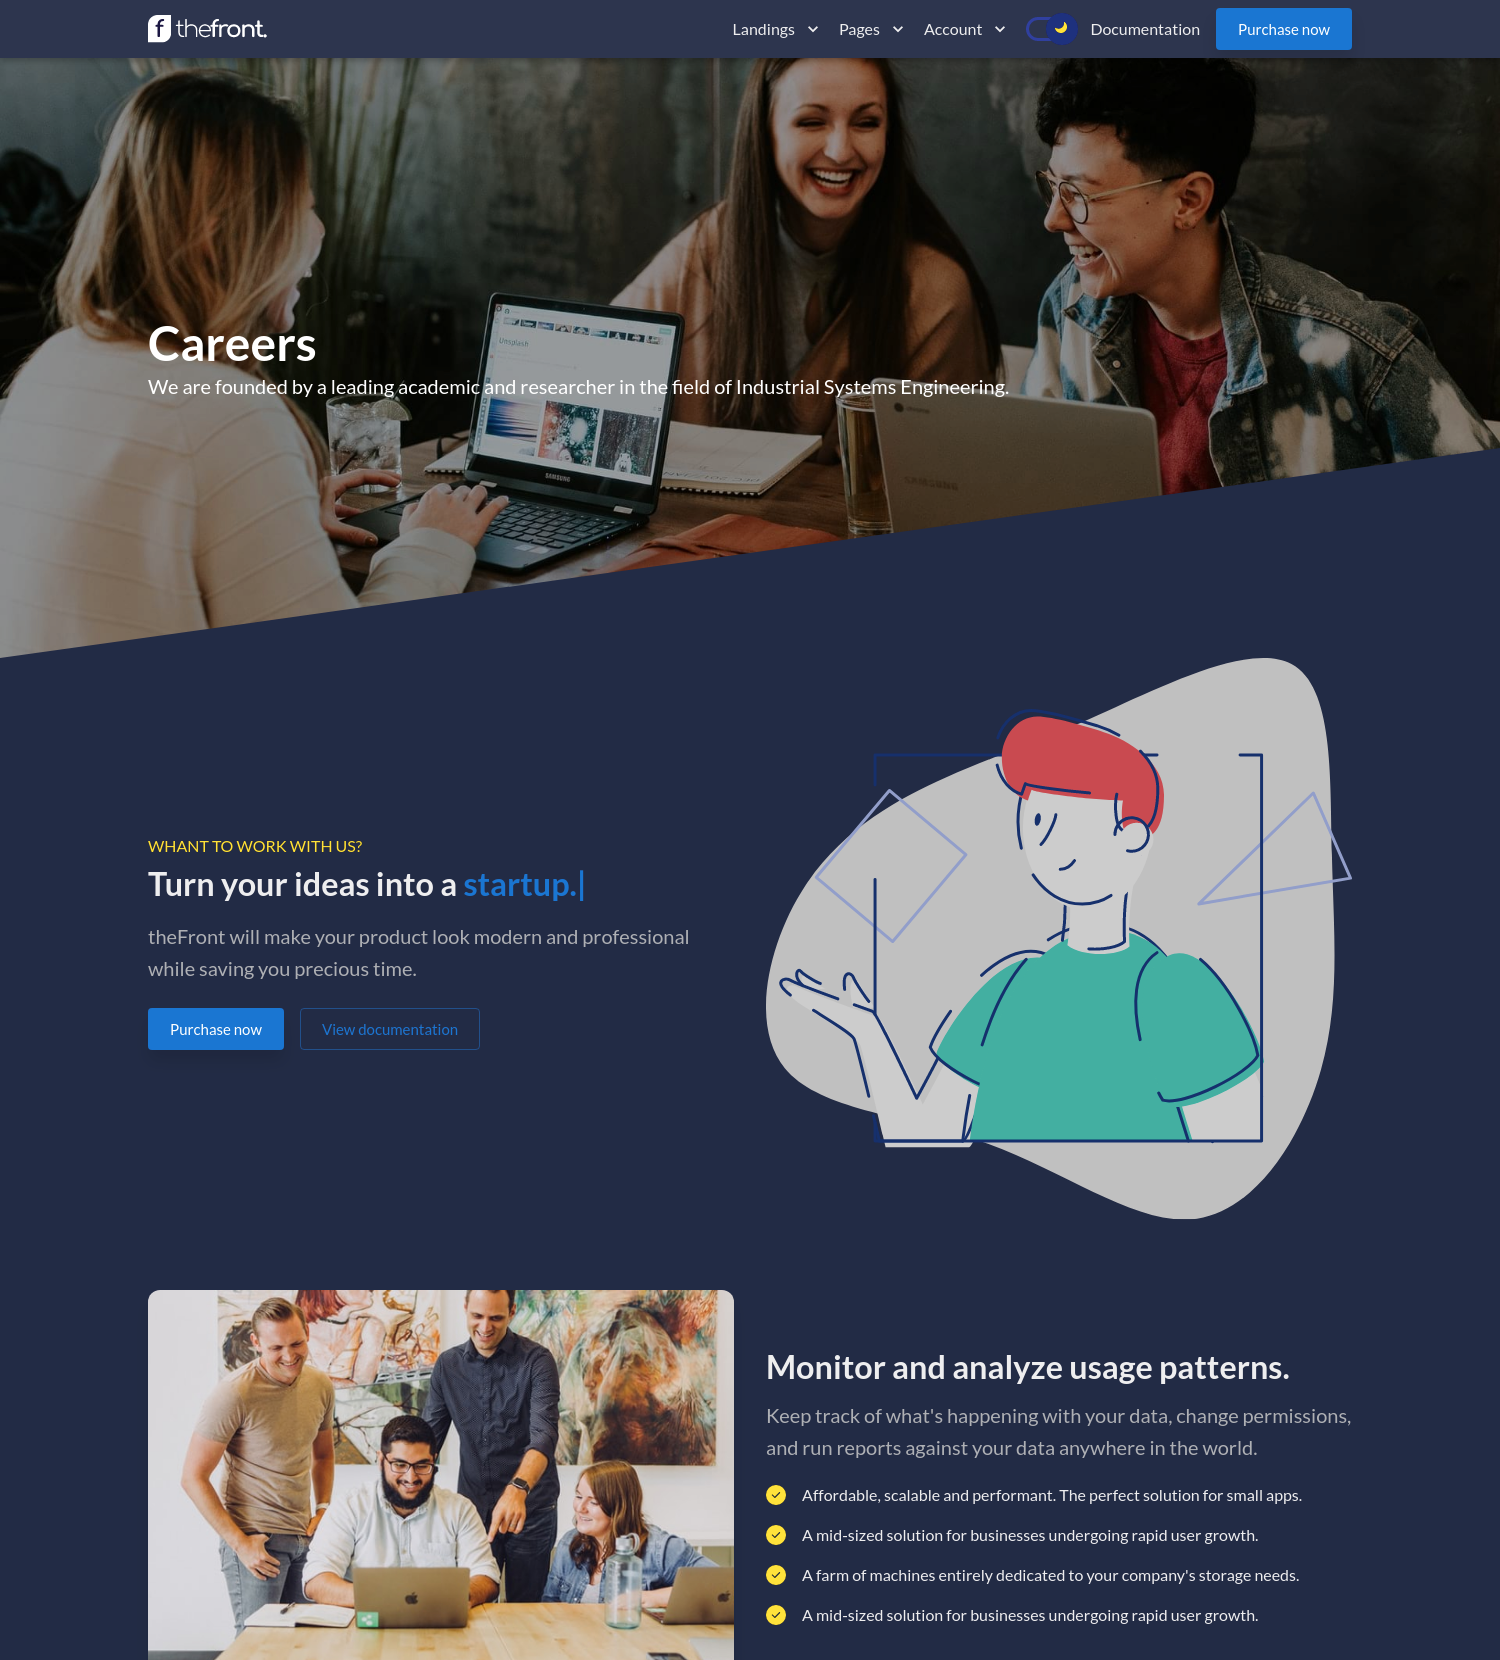 f thefront.
Landings Pages Account Documentation Purchase now
Unsplash
Careers
We are founded by a leading academic and researcher in the field of Industrial Systems Engineering.
SAMSUNG
SAMSUNG
WHANT TO WORK WITH US?
Turn your ideas into a startup.|
theFront will make your product look modern and professional
while saving you precious time.
Purchase now View documentation
Monitor and analyze usage patterns.
Keep track of what's happening with your data, change permissions,
and run reports against your data anywhere in the world.
Affordable, scalable and performant. The perfect solution for small apps.
A mid-sized solution for businesses undergoing rapid user growth.
A farm of machines entirely dedicated to your company's storage needs.
A mid-sized solution for businesses undergoing rapid user growth.